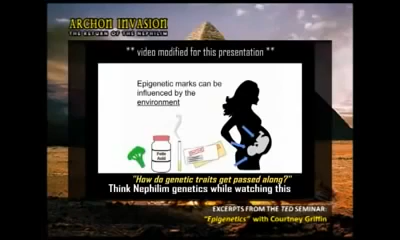 ARCHON INVASION
THE RETURN OF THE NEPHILIM
** video modified for this presentation **
Epigenetic marks can be
influenced by the
environment
Folic
Acid
"How do genetic traits get passed along?"
Think Nephilim genetics while watching this
EXCERPTS FROM THE TED SEMINAR:
"Epigenetics" with Courtney Griffin